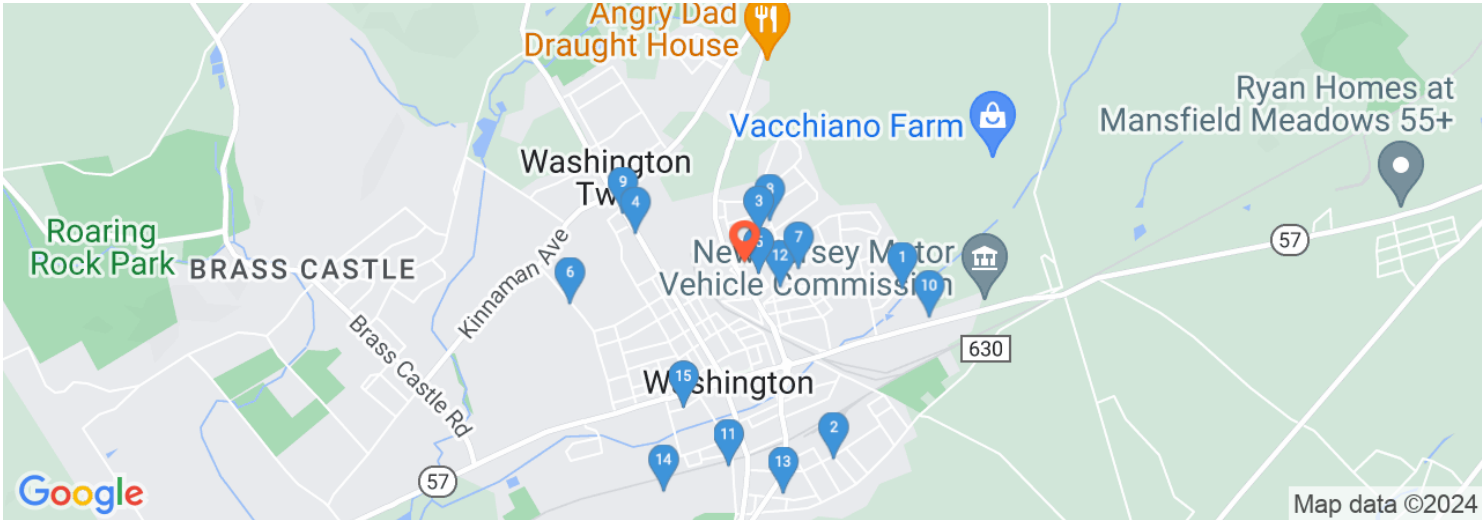 Angry Dad
Draught House
Ryan Homes at
Mansfield Meadows 55+
Vacchiano Farm
Washington
Tw
9
4
8
3
5
7
12
New Jersey Motor
Vehicle Commission
1
10
57
Roaring
Rock Park
BRASS CASTLE
Kinnaman Ave
6
Brass Castle Rd
630
15
Washington
2
11
14
13
57
Google
Map data ©2024